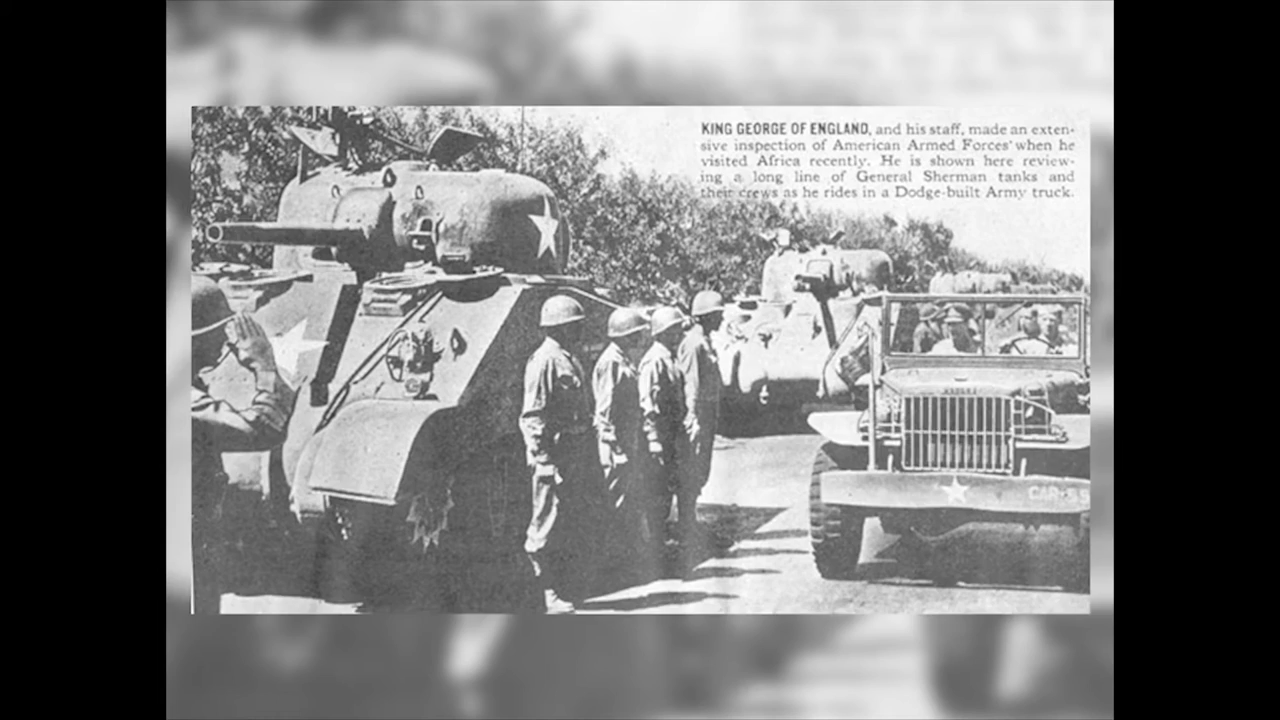 KING GEORGE OF ENGLAND, and his staff, made an exten-
sive inspection of American Armed Forces' when he
visited Africa recently. He is shown here review-
ing a long line of General Sherman tanks and
their crews as he rides in a Dodge-built Army truck.